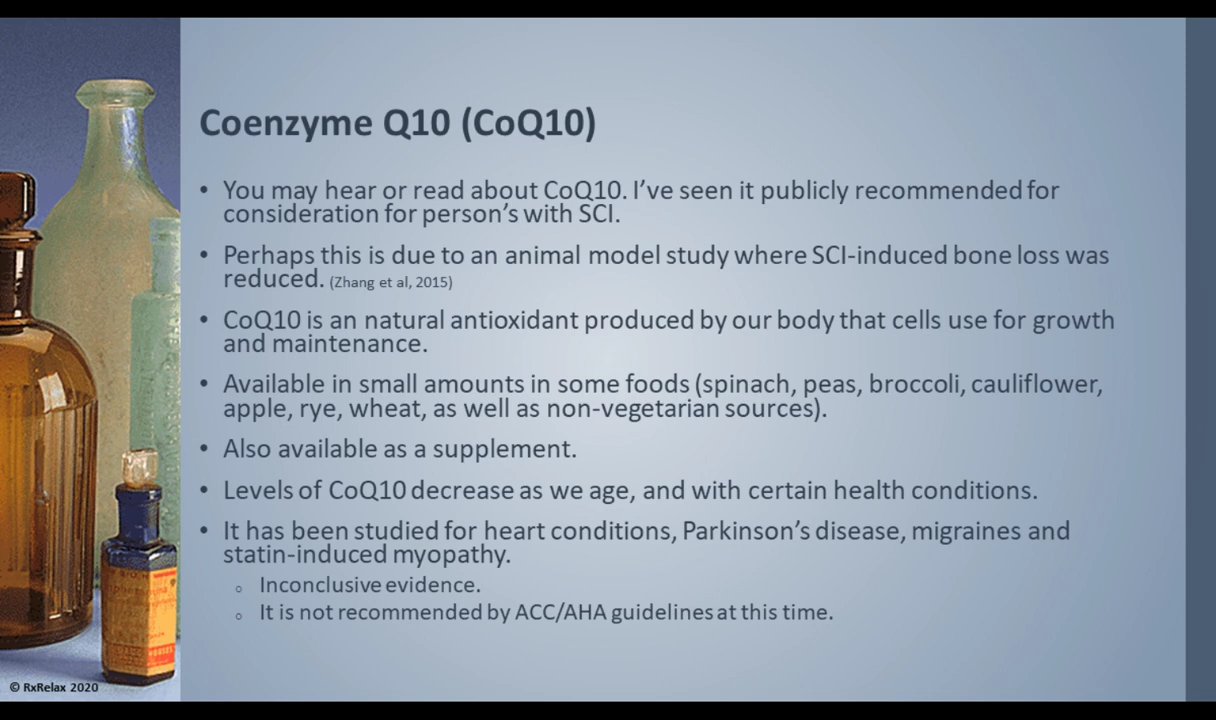 Coenzyme Q10 (CoQ10)
• You may hear or read about CoQ10. I’ve seen it publicly recommended for
consideration for person’s with SCI.
• Perhaps this is due to an animal model study where SCI-induced bone loss was
reduced. (Zhang et al, 2015)
• CoQ10 is an natural antioxidant produced by our body that cells use for growth
and maintenance.
• Available in small amounts in some foods (spinach, peas, broccoli, cauliflower,
apple, rye, wheat, as well as non-vegetarian sources).
• Also available as a supplement.
• Levels of CoQ10 decrease as we age, and with certain health conditions.
• It has been studied for heart conditions, Parkinson’s disease, migraines and
statin-induced myopathy.
○ Inconclusive evidence.
○ It is not recommended by ACC/AHA guidelines at this time.
© RxRelax 2020